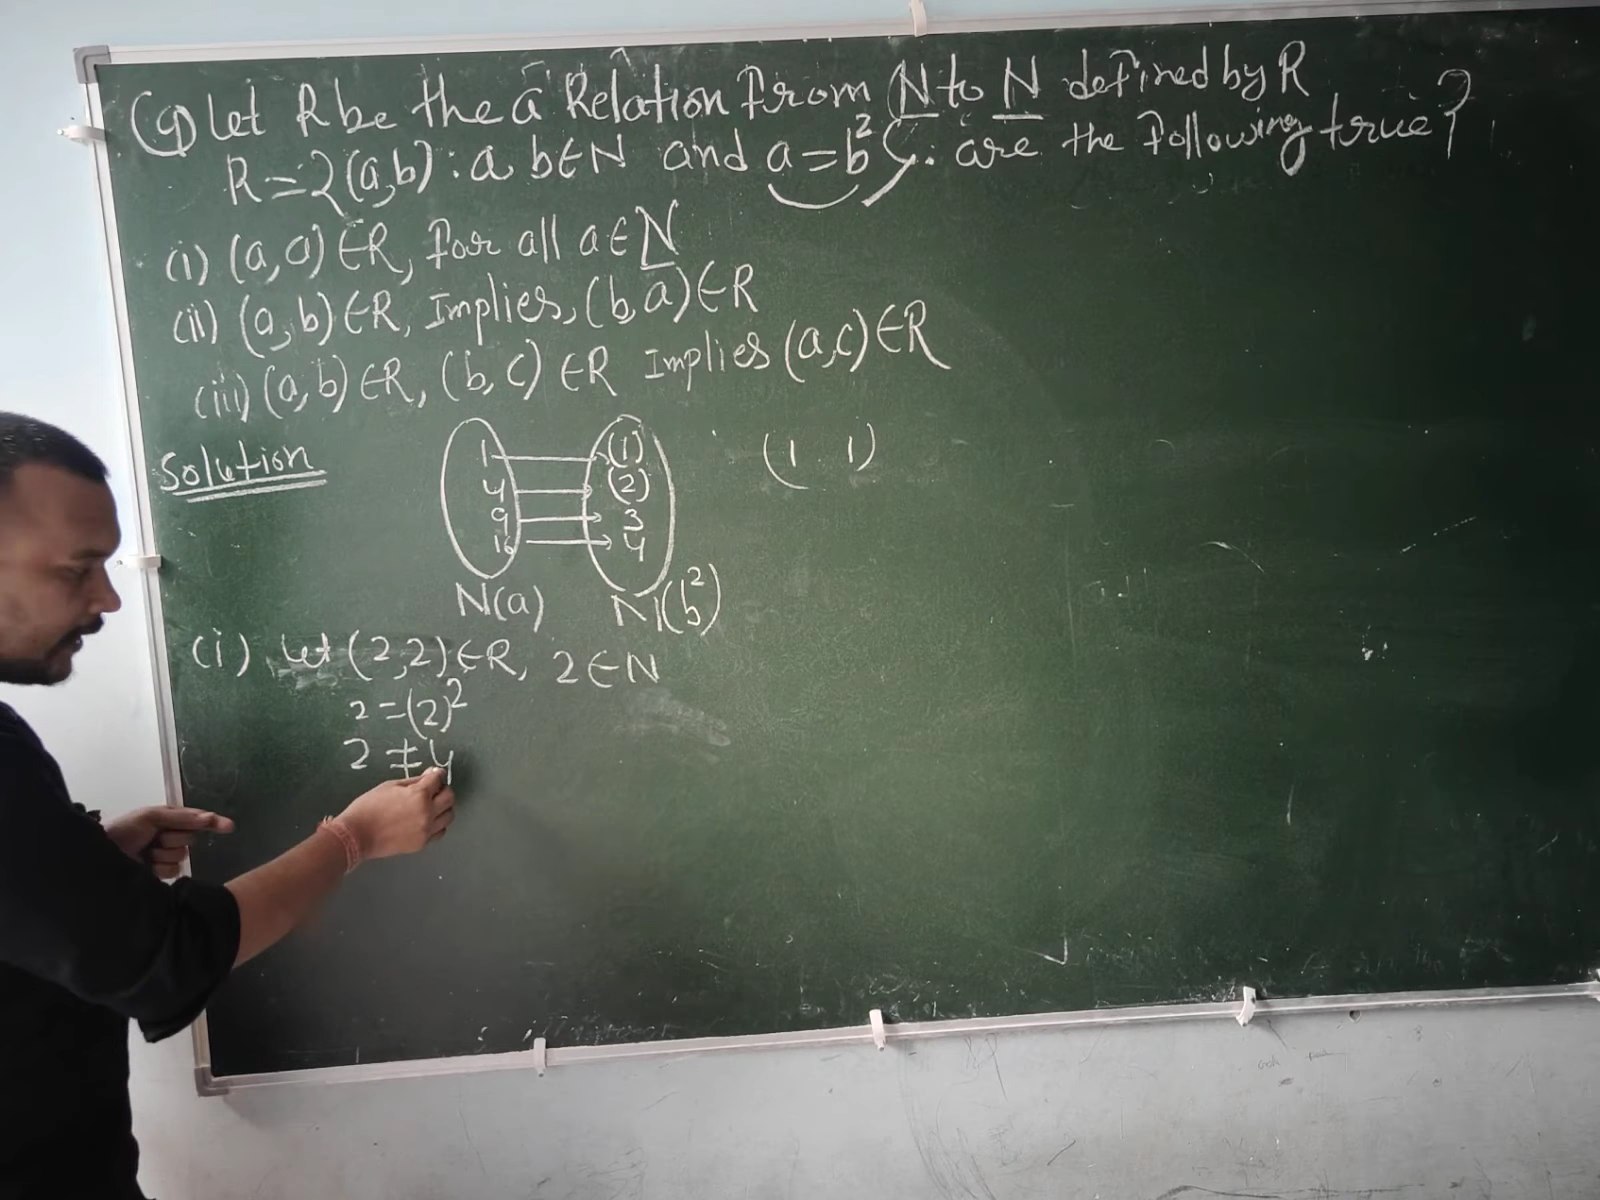 (9) Let R be the a Relation from N to N defined by R
R = {(a,b) : a, b ∈ N and a = b²}. are the following true?
(i) (a,a) ∈ R, for all a ∈ N
(ii) (a,b) ∈ R, Implies, (b,a) ∈ R
(iii) (a,b) ∈ R, (b,c) ∈ R Implies (a,c) ∈ R
Solution
1 (1) (1 1)
4 (2)
9 3
16 4
N(a) N(b²)
(i) Let (2,2) ∈ R, 2 ∈ N
2 = (2)²
2 ≠ 4